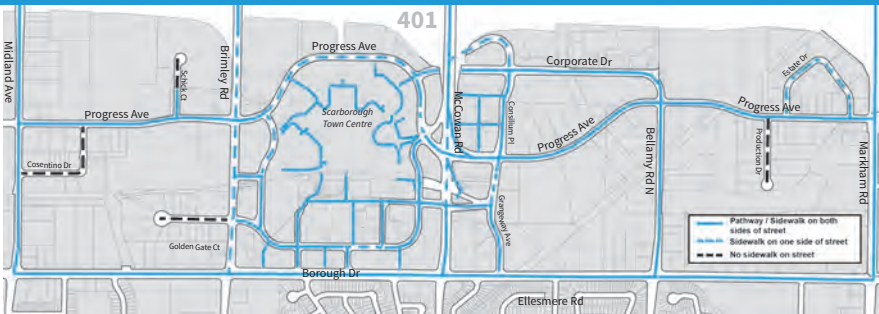 401
Midland Ave
Schick Ct
Brimley Rd
Progress Ave
Scarborough
Town Centre
McCowan Rd
Corporate Dr
Consilium Pl
Estate Dr
Progress Ave
Progress Ave
Progress Ave
Bellamy Rd N
Production Dr
Markham Rd
Cosentino Dr
Golden Gate Ct
Grangeway Ave
Borough Dr
Ellesmere Rd
Pathway / Sidewalk on both
sides of street
Sidewalk on one side of street
No sidewalk on street